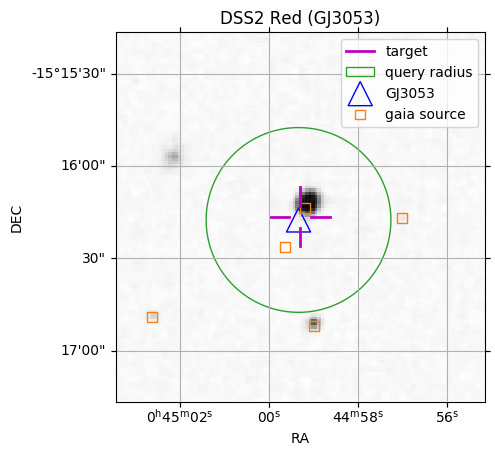 DSS2 Red (GJ3053)
target
query radius
GJ3053
gaia source
-15°15'30"
16'00"
30"
17'00"
DEC
0ʰ45ᵐ02ˢ 00ˢ 44ᵐ58ˢ 56ˢ
RA